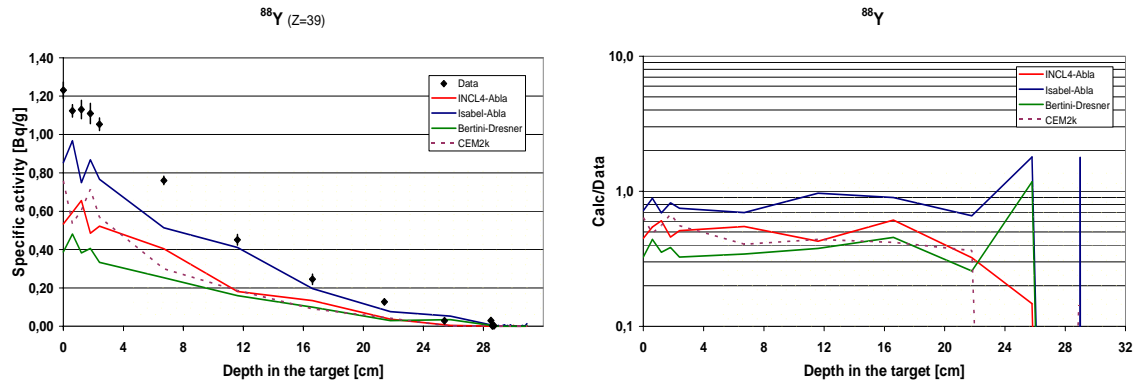 ⁸⁸Y (Z=39)
1,40
1,20
1,00
0,80
0,60
0,40
0,20
0,00
Specific activity [Bq/g]
Data
INCL4-Abla
Isabel-Abla
Bertini-Dresner
CEM2k
0 4 8 12 16 20 24 28
Depth in the target [cm]
⁸⁸Y
10,0
1,0
0,1
Calc/Data
INCL4-Abla
Isabel-Abla
Bertini-Dresner
CEM2k
0 4 8 12 16 20 24 28 32
Depth in the target [cm]